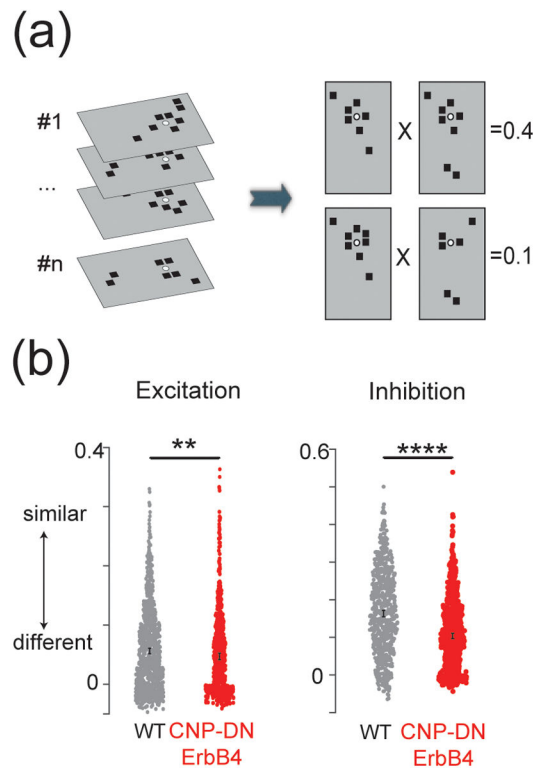 (a)
#1
...
#n
X
=0.4
X
=0.1
(b)
Excitation
Inhibition
0.4
**
similar
different
0
WT
CNP-DN
ErbB4
0.6
****
0
WT
CNP-DN
ErbB4